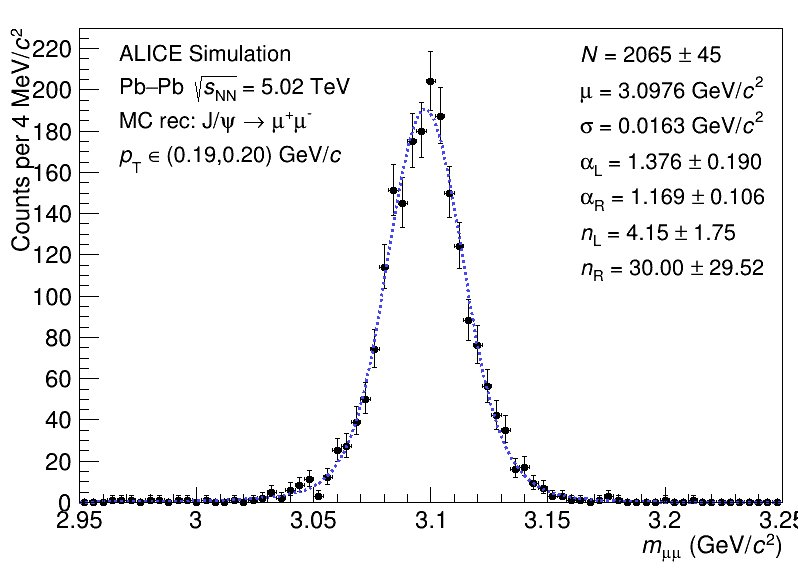 Counts per 4 MeV/c²
220
200
180
160
140
120
100
80
60
40
20
0
ALICE Simulation
Pb–Pb √sNN = 5.02 TeV
MC rec: J/ψ → μ⁺μ⁻
pT ∈ (0.19,0.20) GeV/c
N = 2065 ± 45
μ = 3.0976 GeV/c²
σ = 0.0163 GeV/c²
αL = 1.376 ± 0.190
αR = 1.169 ± 0.106
nL = 4.15 ± 1.75
nR = 30.00 ± 29.52
2.95 3 3.05 3.1 3.15 3.2 3.25
mμμ (GeV/c²)